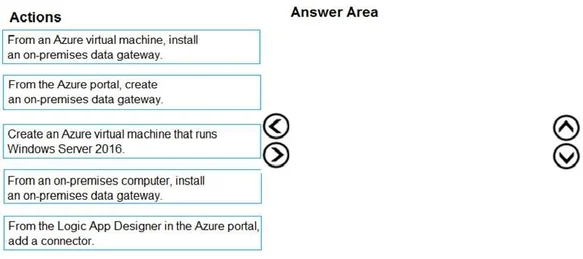 Actions
Answer Area
From an Azure virtual machine, install
an on-premises data gateway.
From the Azure portal, create
an on-premises data gateway.
Create an Azure virtual machine that runs
Windows Server 2016.
From an on-premises computer, install
an on-premises data gateway.
From the Logic App Designer in the Azure portal,
add a connector.